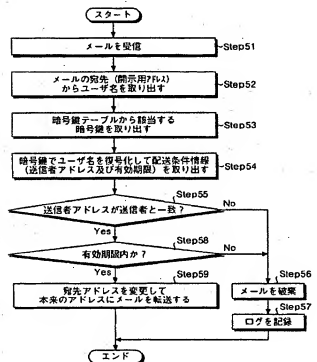 スタート
メールを受信
Step51
メールの宛先(開示用アドレス)
からユーザ名を取り出す
Step52
暗号鍵テーブルから該当する
暗号鍵を取り出す
Step53
暗号鍵でユーザ名を復号化して配送条件情報
(送信者アドレス及び有効期限)を取り出す
Step54
Step55
送信者アドレスが送信者と一致?
No
Yes
Step58
有効期限内か?
No
Yes
Step59
宛先アドレスを変更して
本来のアドレスにメールを転送する
Step56
メールを破棄
Step57
ログを記録
エンド